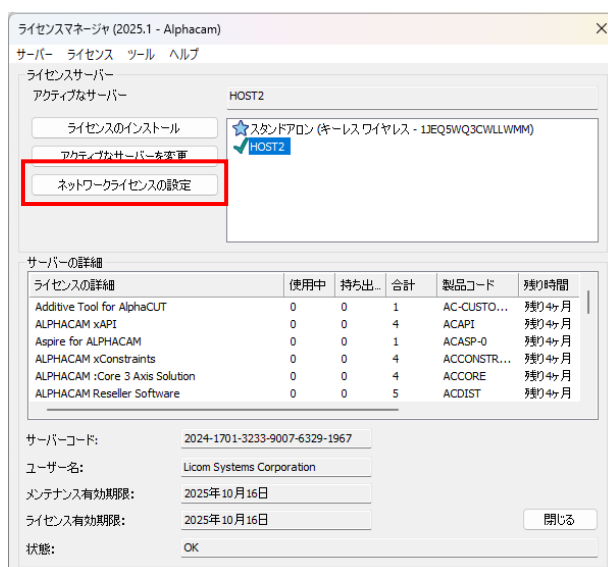 ライセンスマネージャ (2025.1 - Alphacam)
サーバー ライセンス ツール ヘルプ
ライセンスサーバー
アクティブなサーバー HOST2
ライセンスのインストール
アクティブなサーバーを変更
ネットワークライセンスの設定
スタンドアロン (キーレス ワイヤレス - 1JEQ5WQ3CWLLWMM)
HOST2
サーバーの詳細
ライセンスの詳細 使用中 持ち出... 合計 製品コード 残り時間
Additive Tool for AlphaCUT 0 0 1 AC-CUSTO... 残り4ヶ月
ALPHACAM xAPI 0 0 4 ACAPI 残り4ヶ月
Aspire for ALPHACAM 0 0 1 ACASP-0 残り4ヶ月
ALPHACAM xConstraints 0 0 4 ACCONSTR... 残り4ヶ月
ALPHACAM :Core 3 Axis Solution 0 0 4 ACCORE 残り4ヶ月
ALPHACAM Reseller Software 0 0 5 ACDIST 残り4ヶ月
サーバーコード: 2024-1701-3233-9007-6329-1967
ユーザー名: Licom Systems Corporation
メンテナンス有効期限: 2025年10月16日
ライセンス有効期限: 2025年10月16日
閉じる
状態: OK